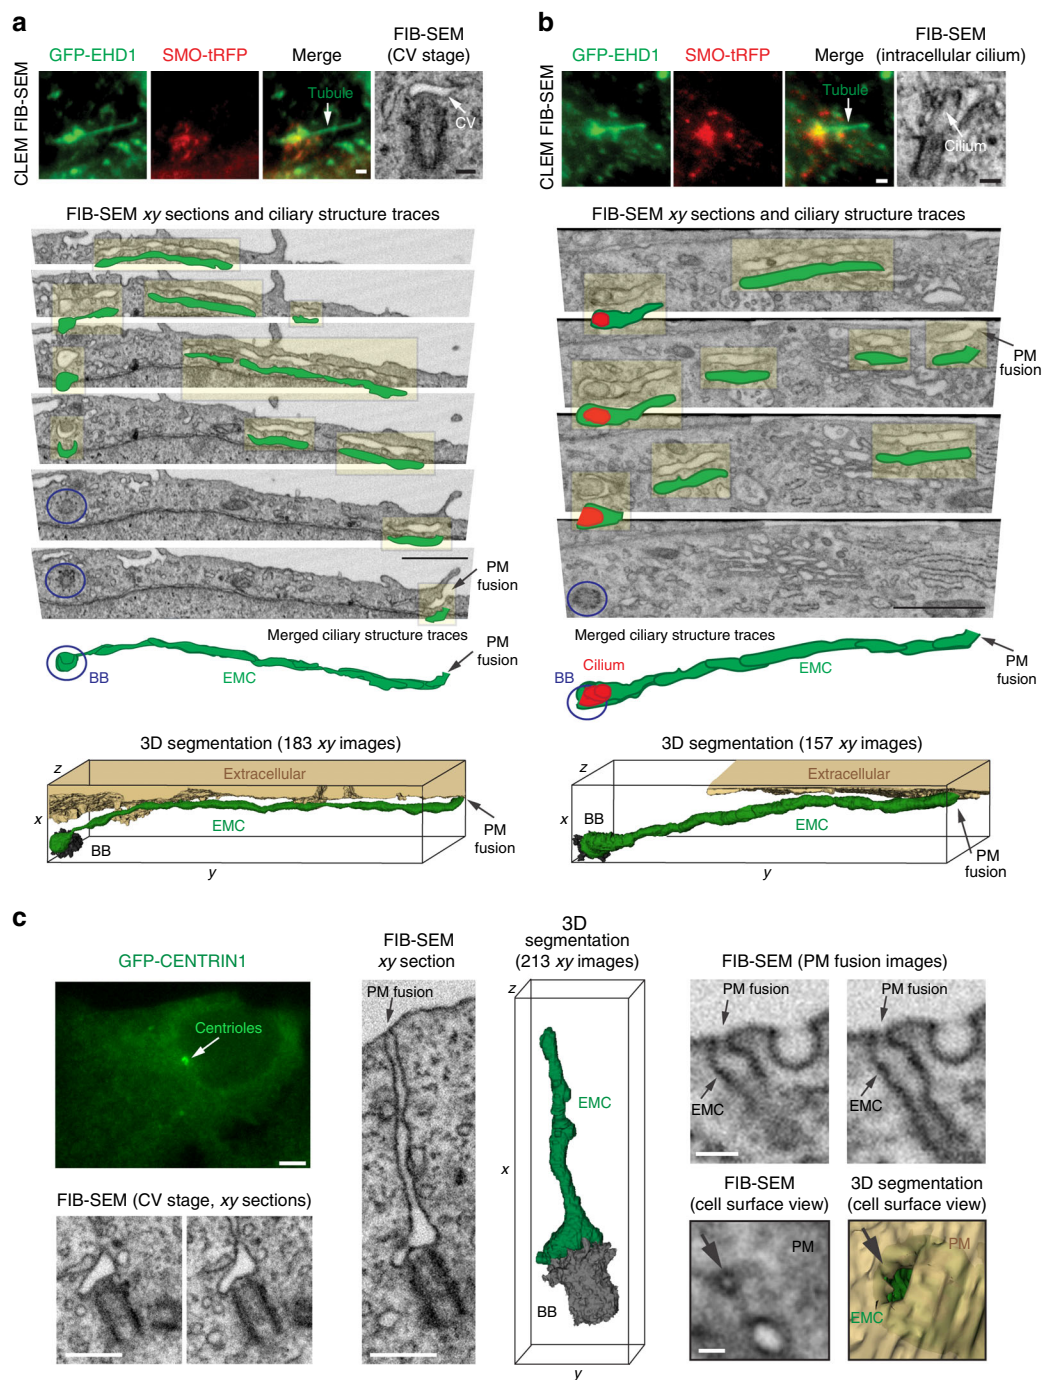 a
GFP-EHD1
SMO-tRFP
Merge
FIB-SEM
(CV stage)
CLEM FIB-SEM
Tubule
CV
FIB-SEM xy sections and ciliary structure traces
PM
fusion
Merged ciliary structure traces
PM
fusion
BB
EMC
3D segmentation (183 xy images)
z
Extracellular
x
EMC
BB
PM
fusion
y
b
GFP-EHD1
SMO-tRFP
Merge
FIB-SEM
(intracellular cilium)
CLEM FIB-SEM
Tubule
Cilium
FIB-SEM xy sections and ciliary structure traces
PM
fusion
Merged ciliary structure traces
Cilium
BB
EMC
PM
fusion
3D segmentation (157 xy images)
z
Extracellular
x
BB
EMC
PM
fusion
y
c
GFP-CENTRIN1
Centrioles
FIB-SEM (CV stage, xy sections)
FIB-SEM
xy section
PM fusion
3D
segmentation
(213 xy images)
z
EMC
x
BB
y
FIB-SEM (PM fusion images)
PM fusion
EMC
PM fusion
EMC
FIB-SEM
(cell surface view)
PM
3D segmentation
(cell surface view)
PM
EMC